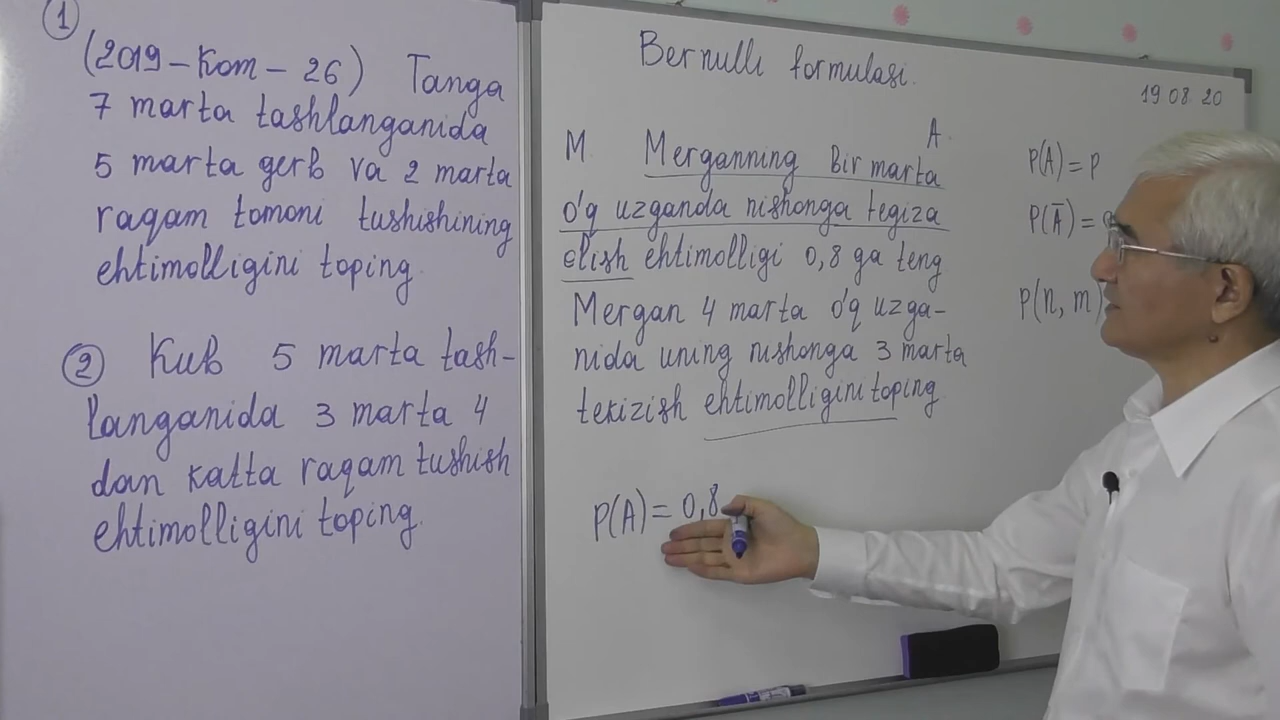 1
(2019-Kom-26) Tanga
7 marta tashlanganida
5 marta gerb va 2 marta
raqam tomoni tushishining
ehtimolligini toping.
2 Kub 5 marta tash-
langanida 3 marta 4
dan katta raqam tushish
ehtimolligini toping.
Bernulli formulasi.
19 08 20
A.
M Merganning bir marta
o'q uzganda nishonga tegiza
olish ehtimolligi 0,8 ga teng
Mergan 4 marta o'q uzga-
nida uning nishonga 3 marta
tekizish ehtimolligini toping.
P(A) = 0,8
P(A) = p
P(Ā) =
P(n, m)